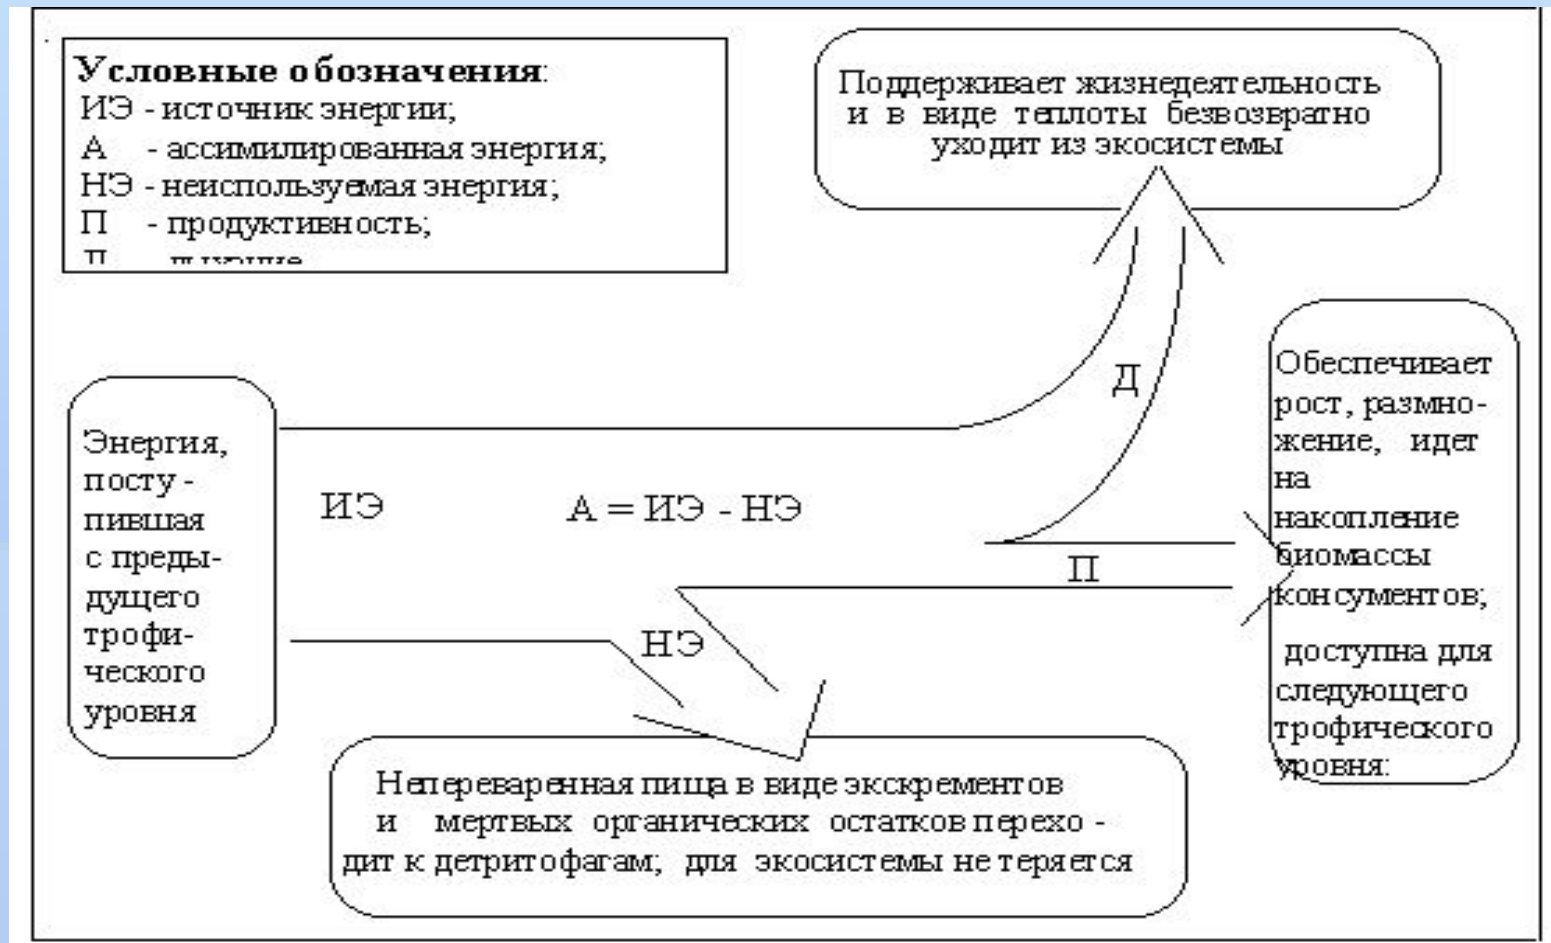 Условные обозначения:
ИЭ - источник энергии;
А - ассимилированная энергия;
НЭ - неиспользуемая энергия;
П - продуктивность;
Поддерживает жизнедеятельность
и в виде теплоты безвозвратно
уходит из экосистемы
Энергия,
посту -
пившая
с преды-
дущего
трофи-
ческого
уровня
ИЭ
А = ИЭ - НЭ
Д
П
НЭ
Обеспечивает
рост, размно-
жение, идет
на
накопление
биомассы
консументов;
доступна для
следующего
трофического
уровня:
Непереваренная пища в виде экскрементов
и мертвых органических остатков перехо -
дит к детритофагам; для экосистемы не теряется